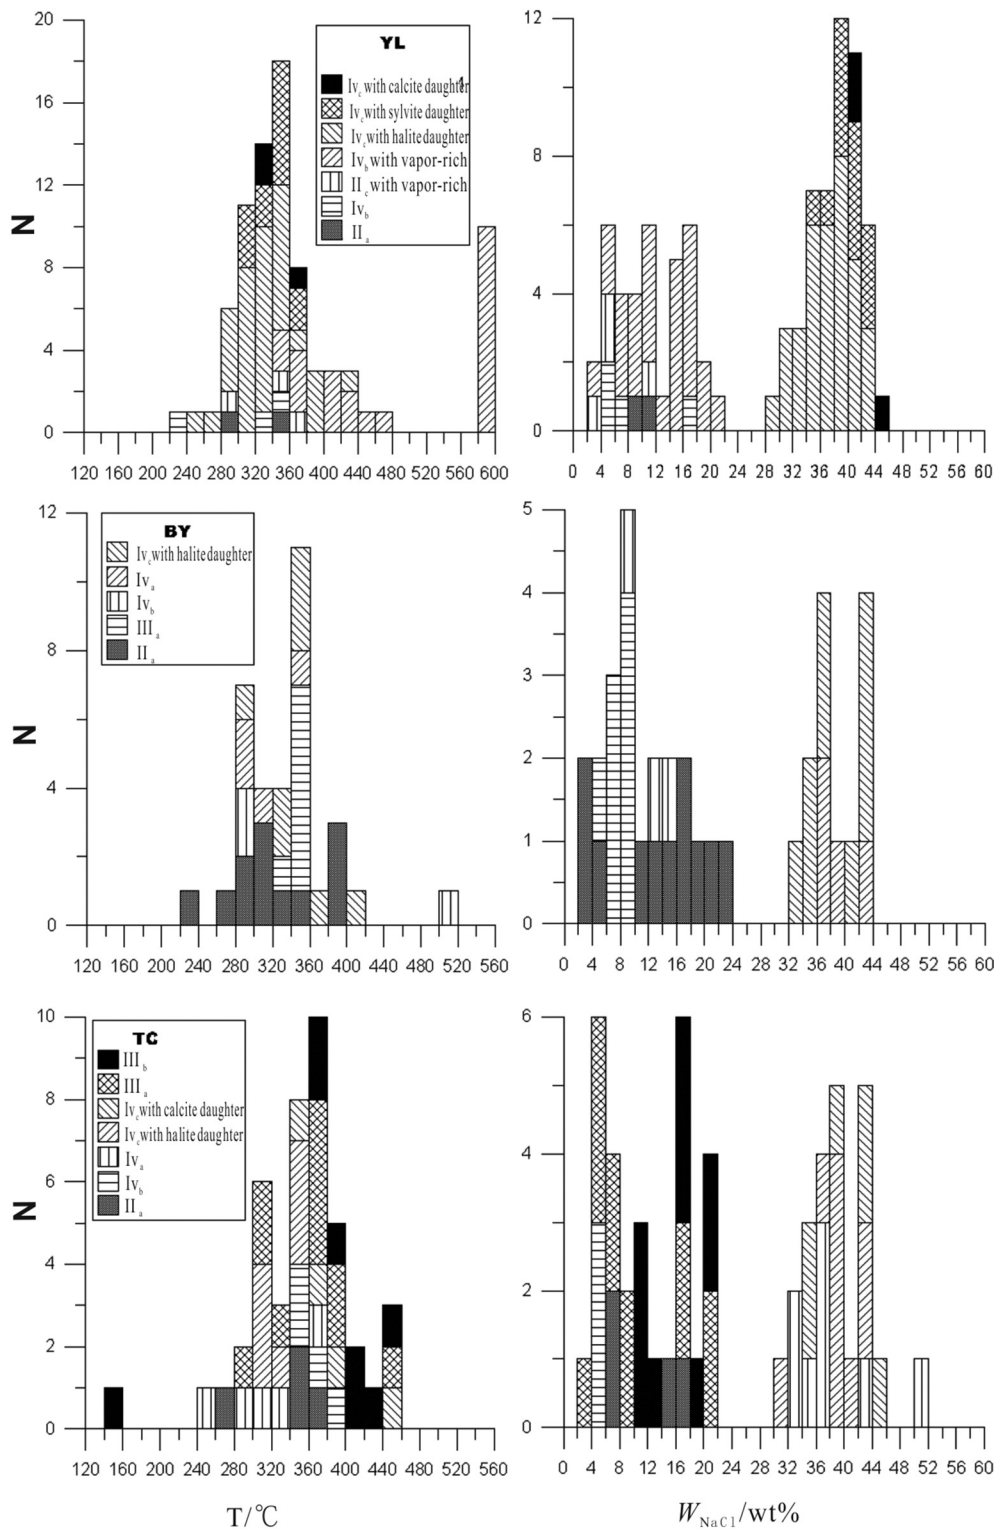 20
16
12
8
4
0
N
YL
Ivc with calcite daughter
Ivc with sylvite daughter
Ivc with halite daughter
Ivb with vapor-rich
IIc with vapor-rich
Ivb
IIa
120 160 200 240 280 320 360 400 440 480 520 560 600
12
8
4
0
0 4 8 12 16 20 24 28 32 36 40 44 48 52 56 60
12
8
4
0
N
BY
Ivc with halite daughter
Iva
Ivb
IIIa
IIa
120 160 200 240 280 320 360 400 440 480 520 560
5
4
3
2
1
0
0 4 8 12 16 20 24 28 32 36 40 44 48 52 56 60
10
8
6
4
2
0
N
TC
IIIb
IIIa
Ivc with calcite daughter
Ivc with halite daughter
Iva
Ivb
IIa
120 160 200 240 280 320 360 400 440 460 560
6
4
2
0
0 4 8 12 16 20 24 28 32 36 40 44 48 52 56 60
T/℃
WNaCl/wt%